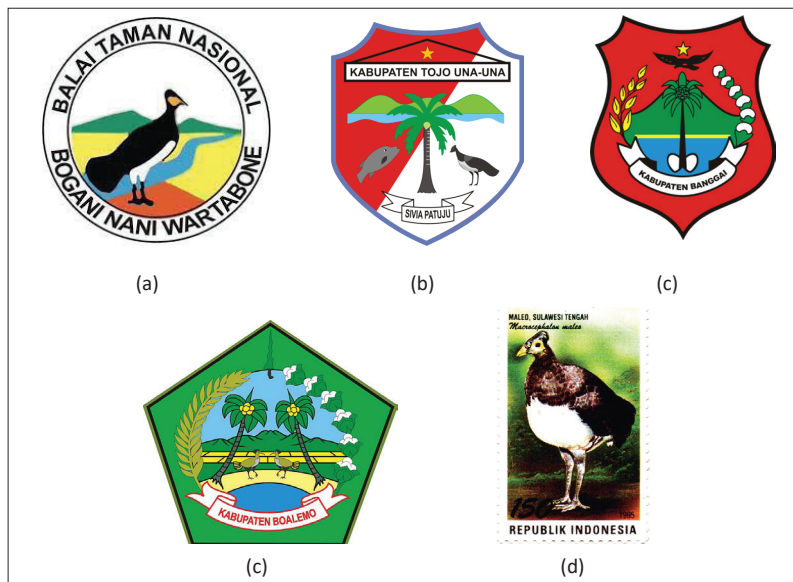 BALAI TAMAN NASIONAL
BOGANI NANI WARTABONE
(a)
KABUPATEN TOJO UNA-UNA
SIVIA PATUJU
(b)
KABUPATEN BANGGAI
(c)
KABUPATEN BOALEMO
(c)
MALEO, SULAWESI TENGAH
Macrocephalon maleo
150
1995
REPUBLIK INDONESIA
(d)